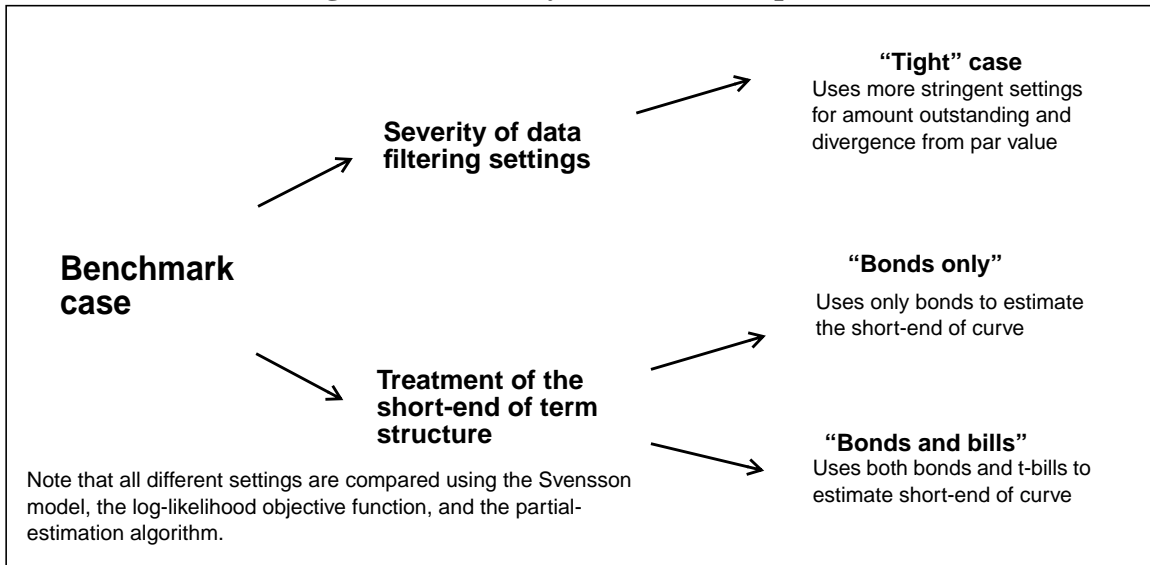 “Tight” case
Uses more stringent settings
for amount outstanding and
divergence from par value
Severity of data
filtering settings
Benchmark
case
“Bonds only”
Uses only bonds to estimate
the short-end of curve
Treatment of the
short-end of term
structure
“Bonds and bills”
Uses both bonds and t-bills to
estimate short-end of curve
Note that all different settings are compared using the Svensson
model, the log-likelihood objective function, and the partial-
estimation algorithm.